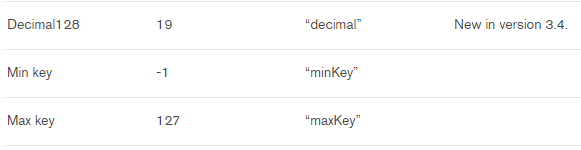 Decimal128 19 “decimal” New in version 3.4.
Min key -1 “minKey”
Max key 127 “maxKey”